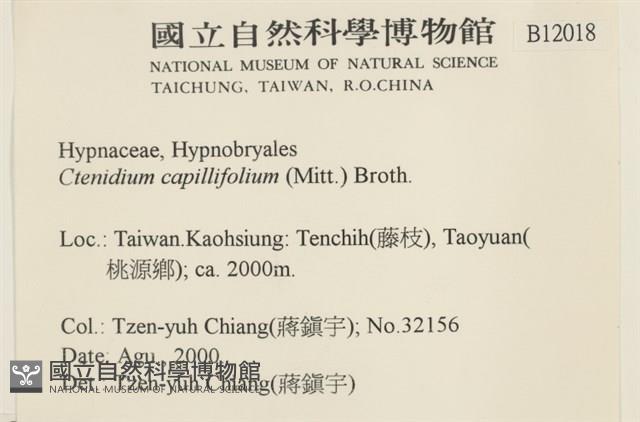 國立自然科學博物館
B12018
NATIONAL MUSEUM OF NATURAL SCIENCE
TAICHUNG, TAIWAN, R.O.CHINA
Hypnaceae, Hypnobryales
Ctenidium capillifolium (Mitt.) Broth.
Loc.: Taiwan.Kaohsiung: Tenchih(藤枝), Taoyuan(
桃源鄉); ca. 2000m.
Col.: Tzen-yuh Chiang(蔣鎮宇); No.32156
Date: Agu., 2000
國立自然科學博物館
Det.: Tzen-yuh Chiang(蔣鎮宇)
NATIONAL MUSEUM OF NATURAL SCIENCE